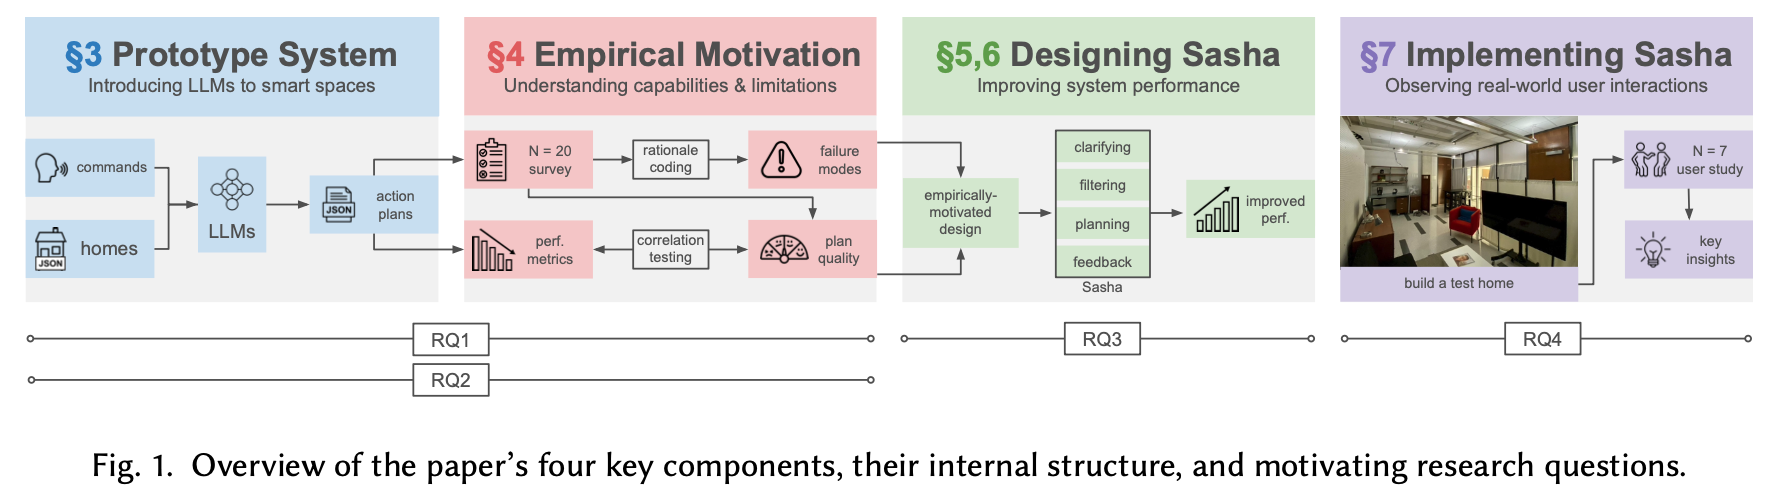 §3 Prototype System
Introducing LLMs to smart spaces
commands
homes
JSON
LLMs
JSON
action
plans
§4 Empirical Motivation
Understanding capabilities & limitations
N = 20
survey
rationale
coding
failure
modes
perf.
metrics
correlation
testing
plan
quality
§5,6 Designing Sasha
Improving system performance
empirically-
motivated
design
clarifying
filtering
planning
feedback
Sasha
improved
perf.
§7 Implementing Sasha
Observing real-world user interactions
build a test home
N = 7
user study
key
insights
RQ1
RQ2
RQ3
RQ4
Fig. 1. Overview of the paper's four key components, their internal structure, and motivating research questions.